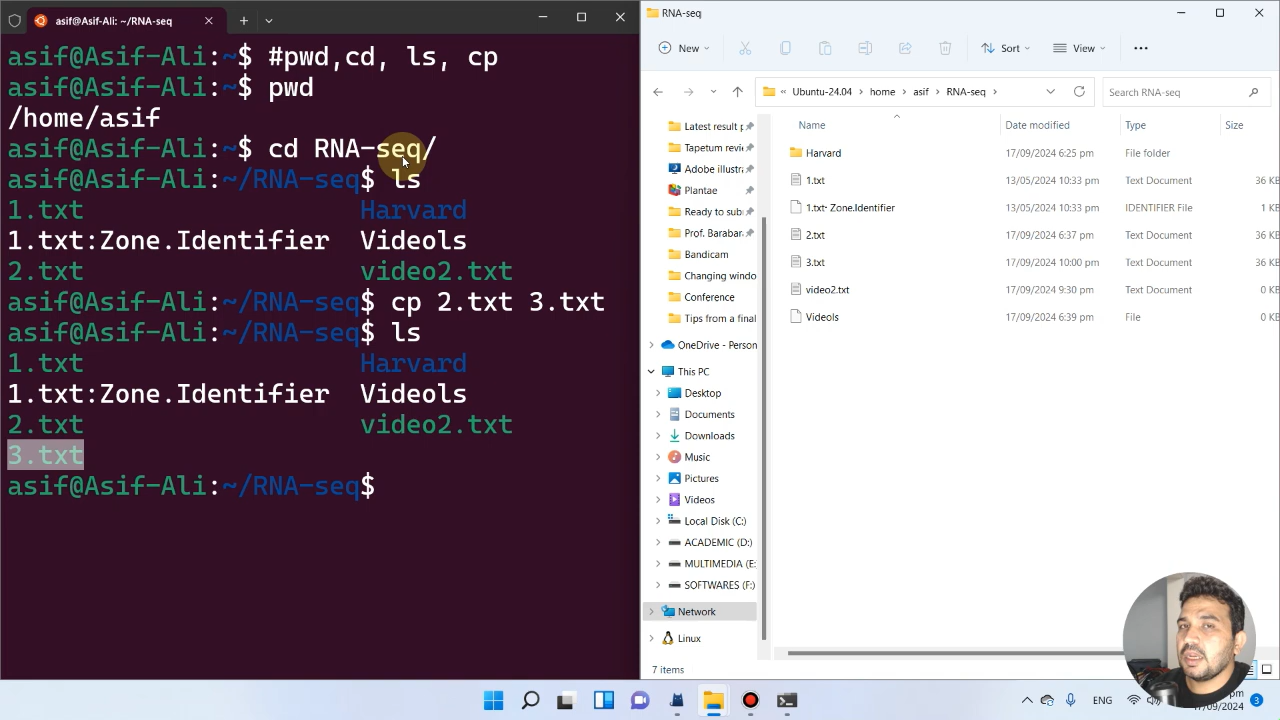 asif@Asif-Ali: ~/RNA-seq
asif@Asif-Ali:~$ #pwd,cd, ls, cp
asif@Asif-Ali:~$ pwd
/home/asif
asif@Asif-Ali:~$ cd RNA-seq/
asif@Asif-Ali:~/RNA-seq$ ls
1.txt Harvard
1.txt:Zone.Identifier Videols
2.txt video2.txt
asif@Asif-Ali:~/RNA-seq$ cp 2.txt 3.txt
asif@Asif-Ali:~/RNA-seq$ ls
1.txt Harvard
1.txt:Zone.Identifier Videols
2.txt video2.txt
3.txt
asif@Asif-Ali:~/RNA-seq$
RNA-seq
New Sort View
Ubuntu-24.04 home asif RNA-seq Search RNA-seq
Latest result
Tapetum revi
Adobe illustr
Plantae
Ready to sub
Prof. Barabar
Bandicam
Changing windo
Conference
Tips from a final
OneDrive - Person
This PC
Desktop
Documents
Downloads
Music
Pictures
Videos
Local Disk (C:)
ACADEMIC (D:)
MULTIMEDIA (E:
SOFTWARES (F:)
Network
Linux
Name Date modified Type Size
Harvard 17/09/2024 6:25 pm File folder
1.txt 13/05/2024 10:33 pm Text Document 36 KB
1.txt Zone.Identifier 13/05/2024 10:33 pm IDENTIFIER File 1 KB
2.txt 17/09/2024 6:37 pm Text Document 36 KB
3.txt 17/09/2024 10:00 pm Text Document 36 KB
video2.txt 17/09/2024 9:30 pm Text Document 0 KB
Videols 17/09/2024 6:39 pm File 0 KB
7 items
ENG pm
17/09/2024 3